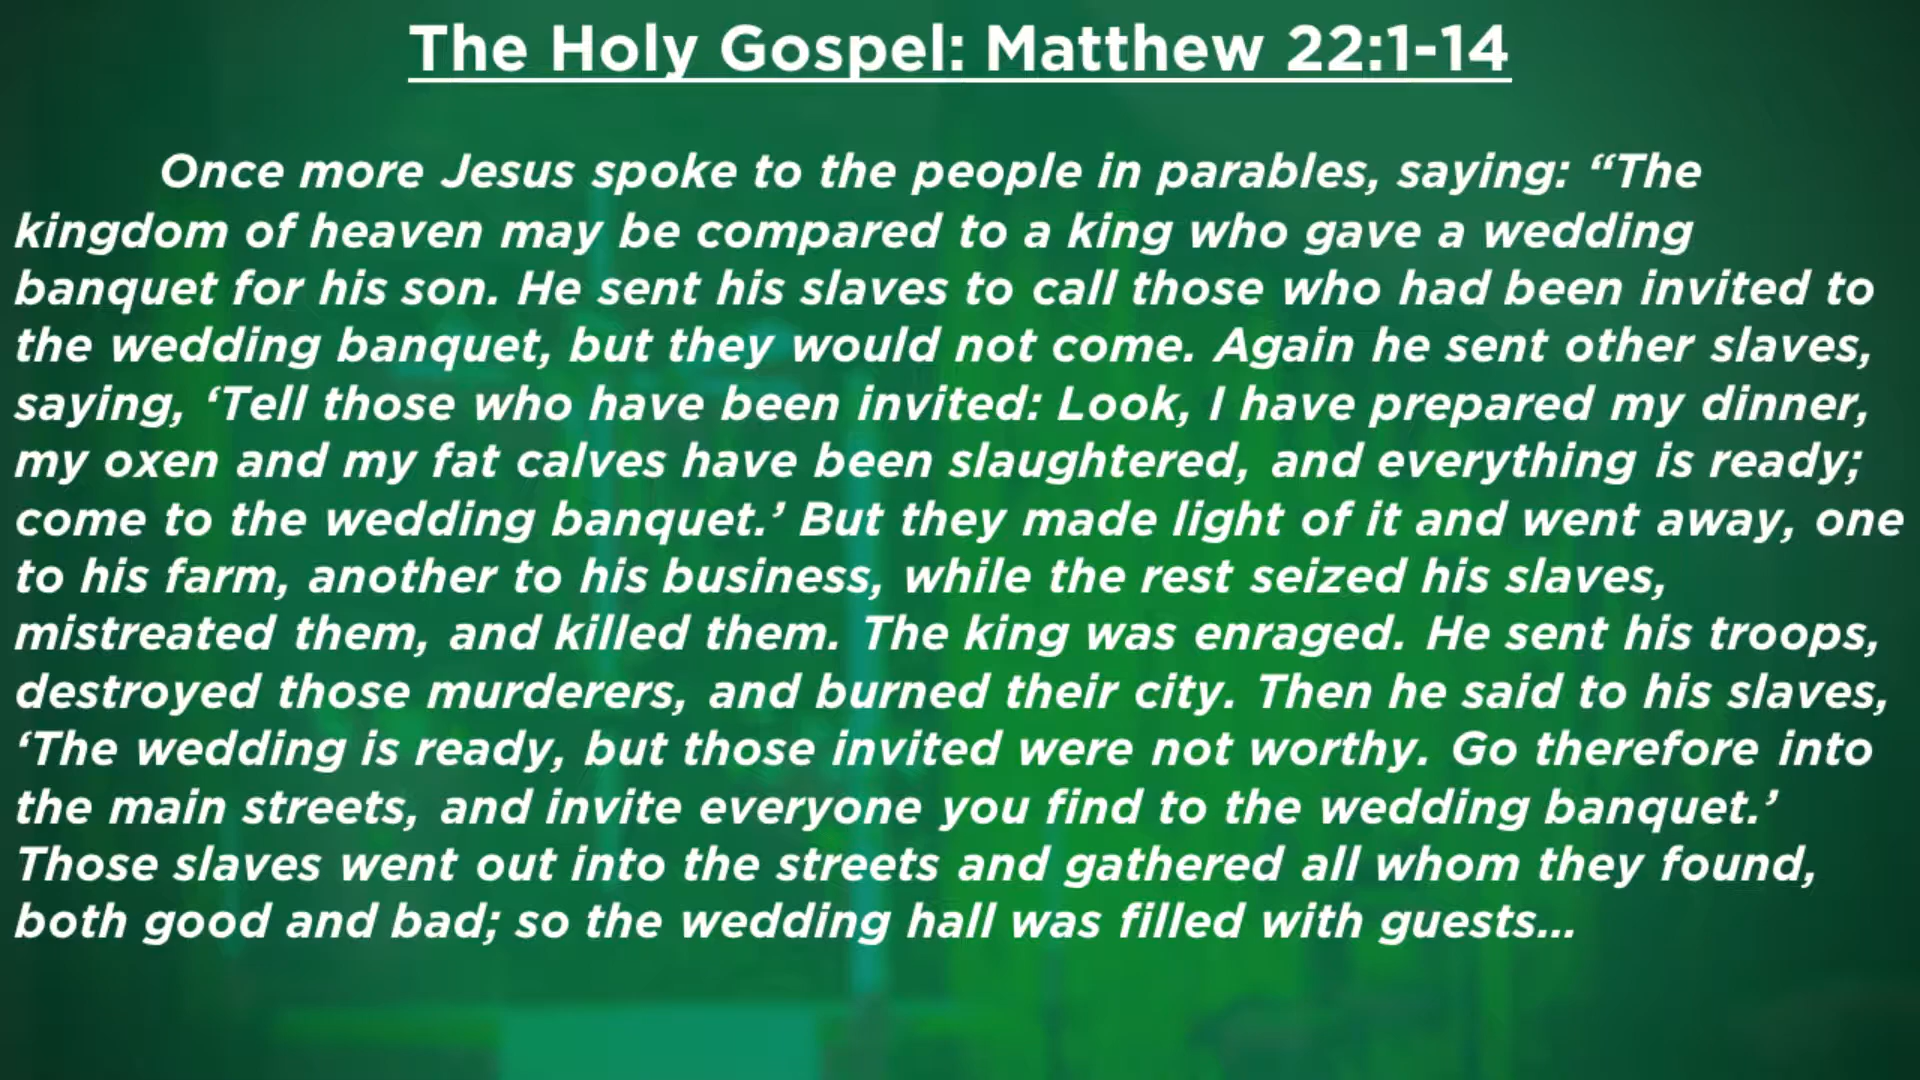 The Holy Gospel: Matthew 22:1-14
Once more Jesus spoke to the people in parables, saying: “The
kingdom of heaven may be compared to a king who gave a wedding
banquet for his son. He sent his slaves to call those who had been invited to
the wedding banquet, but they would not come. Again he sent other slaves,
saying, ‘Tell those who have been invited: Look, I have prepared my dinner,
my oxen and my fat calves have been slaughtered, and everything is ready;
come to the wedding banquet.’ But they made light of it and went away, one
to his farm, another to his business, while the rest seized his slaves,
mistreated them, and killed them. The king was enraged. He sent his troops,
destroyed those murderers, and burned their city. Then he said to his slaves,
‘The wedding is ready, but those invited were not worthy. Go therefore into
the main streets, and invite everyone you find to the wedding banquet.’
Those slaves went out into the streets and gathered all whom they found,
both good and bad; so the wedding hall was filled with guests...